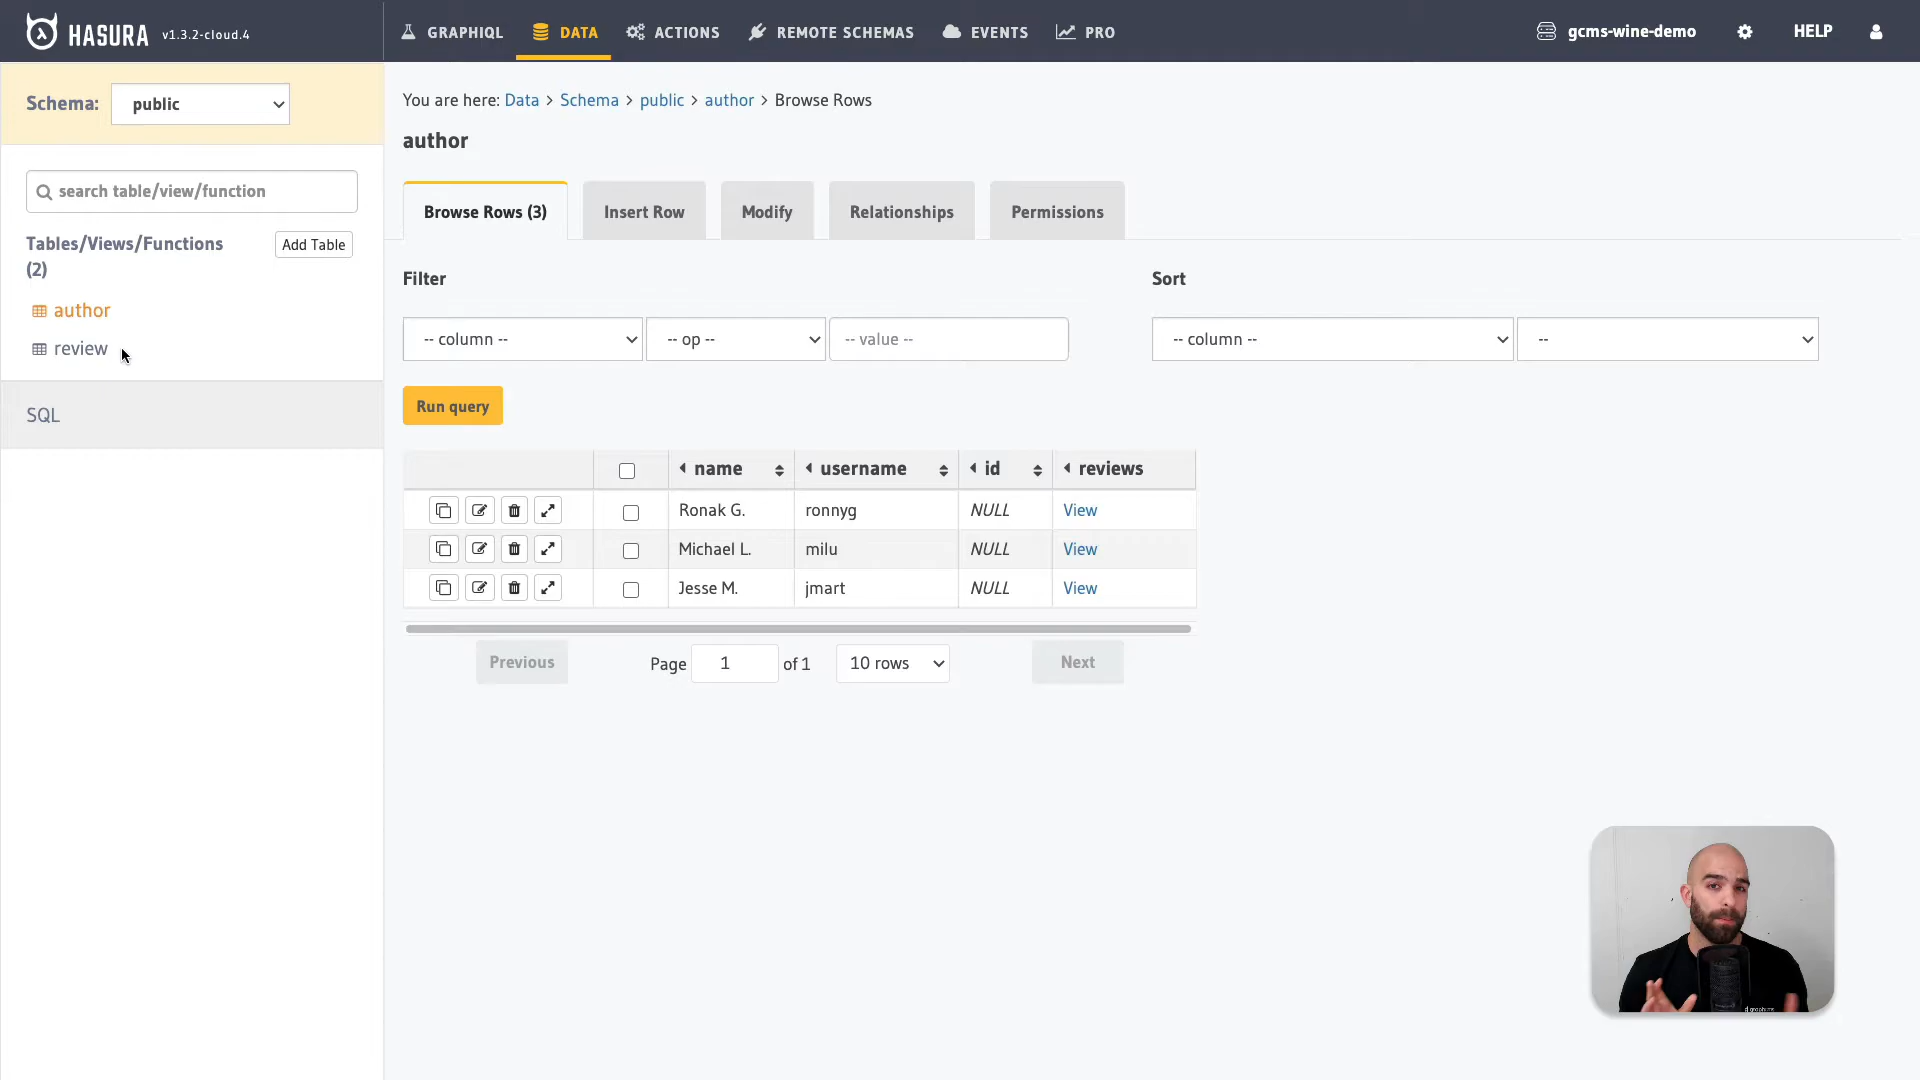 HASURA v1.3.2-cloud.4
GRAPHIQL DATA ACTIONS REMOTE SCHEMAS EVENTS PRO
gcms-wine-demo HELP
Schema: public
search table/view/function
Tables/Views/Functions
(2)
Add Table
author
review
SQL
You are here: Data > Schema > public > author > Browse Rows
author
Browse Rows (3) Insert Row Modify Relationships Permissions
Filter Sort
-- column -- -- op -- -- value -- -- column -- --
Run query
name username id reviews
Ronak G. ronnyg NULL View
Michael L. milu NULL View
Jesse M. jmart NULL View
Previous Page 1 of 1 10 rows Next